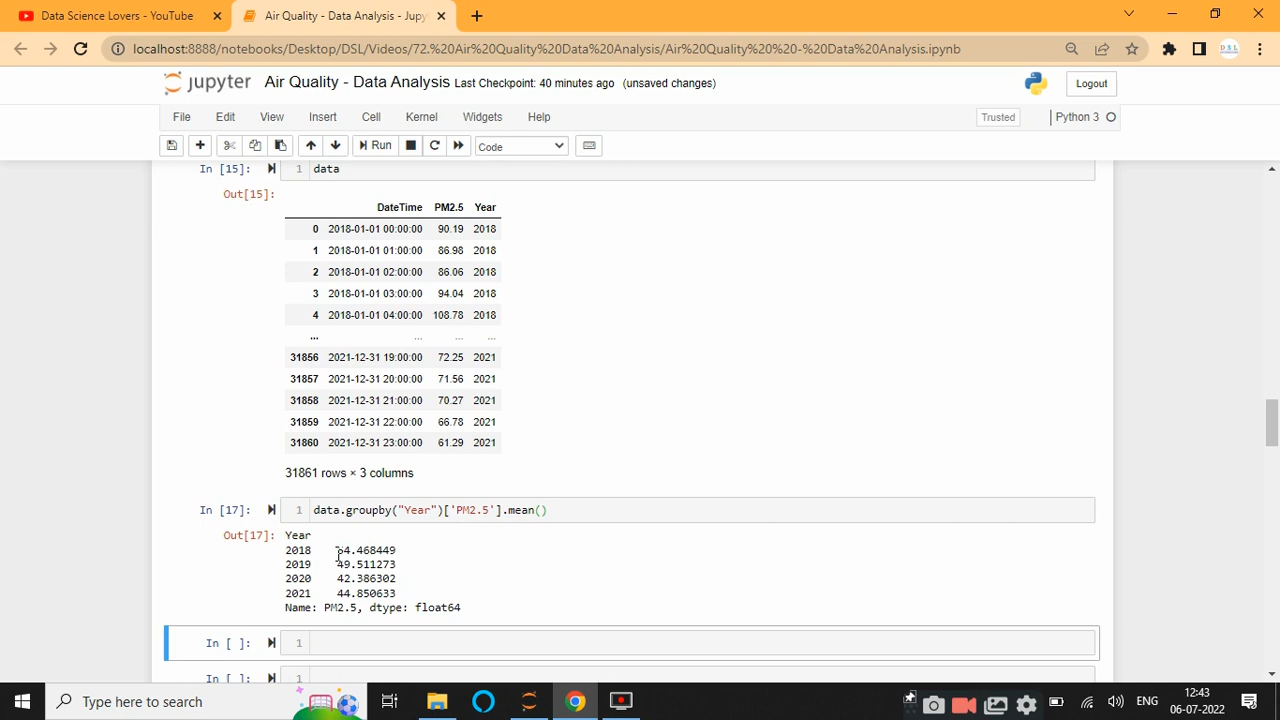 Data Science Lovers - YouTube
Air Quality - Data Analysis - Jupy
localhost:8888/notebooks/Desktop/DSL/Videos/72.%20Air%20Quality%20Data%20Analysis/Air%20Quality%20%20-%20Data%20Analysis.ipynb
DSL
jupyter Air Quality - Data Analysis Last Checkpoint: 40 minutes ago (unsaved changes) Logout
File Edit View Insert Cell Kernel Widgets Help Trusted Python 3
Run Code
In [15]: 1 data
Out[15]:
DateTime PM2.5 Year
0 2018-01-01 00:00:00 90.19 2018
1 2018-01-01 01:00:00 86.98 2018
2 2018-01-01 02:00:00 86.06 2018
3 2018-01-01 03:00:00 94.04 2018
4 2018-01-01 04:00:00 108.78 2018
... ... ... ...
31856 2021-12-31 19:00:00 72.25 2021
31857 2021-12-31 20:00:00 71.56 2021
31858 2021-12-31 21:00:00 70.27 2021
31859 2021-12-31 22:00:00 66.78 2021
31860 2021-12-31 23:00:00 61.29 2021
31861 rows × 3 columns
In [17]: 1 data.groupby("Year")['PM2.5'].mean()
Out[17]: Year
2018
2019 49.511273
2020 42.386302
2021 44.850633
Name: PM2.5, dtype: float64
In [ ]: 1
In [ ]: 1
Type here to search
ENG
12:43
06-07-2022